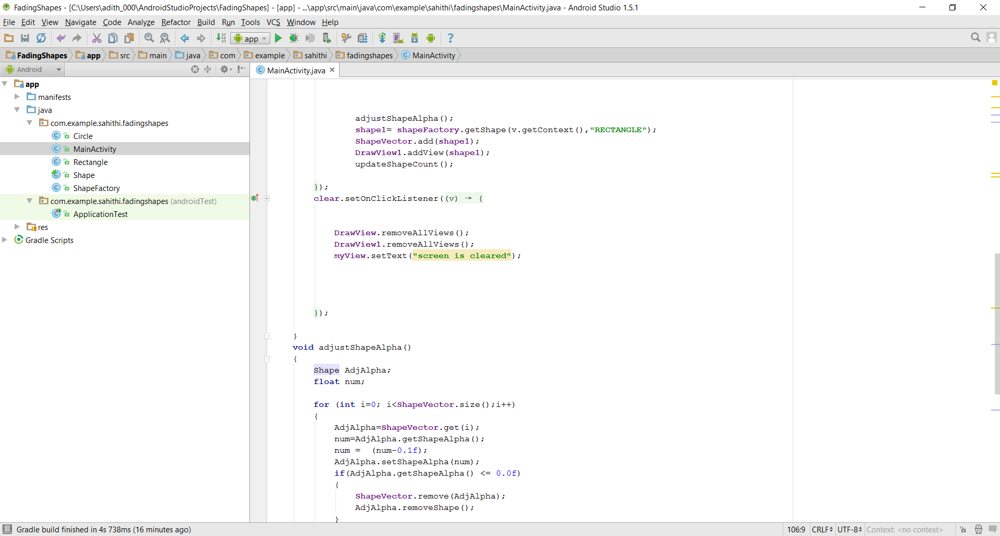 FadingShapes - [C:\Users\adith_000\AndroidStudioProjects\FadingShapes] - [app] - ...\app\src\main\java\com\example\sahithi\fadingshapes\MainActivity.java - Android Studio 1.5.1
File Edit View Navigate Code Analyze Refactor Build Run Tools VCS Window Help
app
FadingShapes app src main java com example sahithi fadingshapes MainActivity
Android
MainActivity.java
app
manifests
java
com.example.sahithi.fadingshapes
Circle
MainActivity
Rectangle
Shape
ShapeFactory
com.example.sahithi.fadingshapes (androidTest)
ApplicationTest
res
Gradle Scripts
adjustShapeAlpha();
shape1= shapeFactory.getShape(v.getContext(),"RECTANGLE");
ShapeVector.add(shape1);
DrawView1.addView(shape1);
updateShapeCount();
});
clear.setOnClickListener((v) → {
DrawView.removeAllViews();
DrawView1.removeAllViews();
myView.setText("screen is cleared");
});
}
void adjustShapeAlpha()
{
Shape AdjAlpha;
float num;
for (int i=0; i<ShapeVector.size();i++)
{
AdjAlpha=ShapeVector.get(i);
num=AdjAlpha.getShapeAlpha();
num =  (num-0.1f);
AdjAlpha.setShapeAlpha(num);
if(AdjAlpha.getShapeAlpha() <= 0.0f)
{
ShapeVector.remove(AdjAlpha);
AdjAlpha.removeShape();
}
Gradle build finished in 4s 738ms (16 minutes ago)
106:9 CRLF UTF-8 Context: <no context>